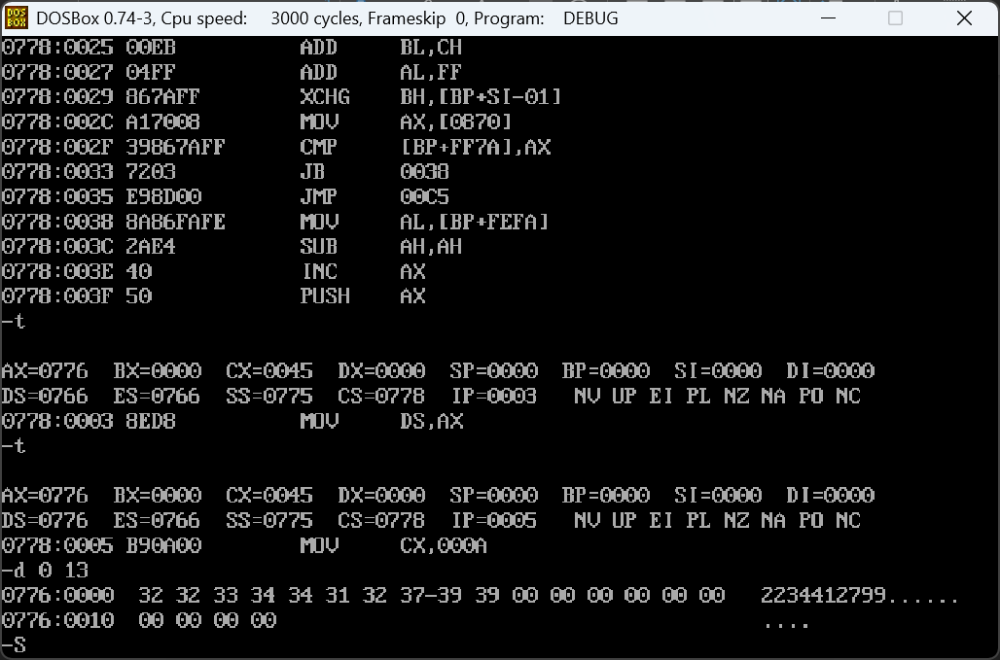 DOSBox 0.74-3, Cpu speed: 3000 cycles, Frameskip 0, Program: DEBUG
0778:0025 00EB ADD BL,CH
0778:0027 04FF ADD AL,FF
0778:0029 867AFF XCHG BH,[BP+SI-01]
0778:002C A17008 MOV AX,[0870]
0778:002F 39867AFF CMP [BP+FF7A],AX
0778:0033 7203 JB 0038
0778:0035 E98D00 JMP 00C5
0778:0038 8A86FAFE MOV AL,[BP+FEFA]
0778:003C 2AE4 SUB AH,AH
0778:003E 40 INC AX
0778:003F 50 PUSH AX
-t
AX=0776 BX=0000 CX=0045 DX=0000 SP=0000 BP=0000 SI=0000 DI=0000
DS=0766 ES=0766 SS=0775 CS=0778 IP=0003 NV UP EI PL NZ NA PO NC
0778:0003 8ED8 MOV DS,AX
-t
AX=0776 BX=0000 CX=0045 DX=0000 SP=0000 BP=0000 SI=0000 DI=0000
DS=0776 ES=0766 SS=0775 CS=0778 IP=0005 NV UP EI PL NZ NA PO NC
0778:0005 B90A00 MOV CX,000A
-d 0 13
0776:0000 32 32 33 34 34 31 32 37-39 39 00 00 00 00 00 00 2234412799......
0776:0010 00 00 00 00 ....
-S